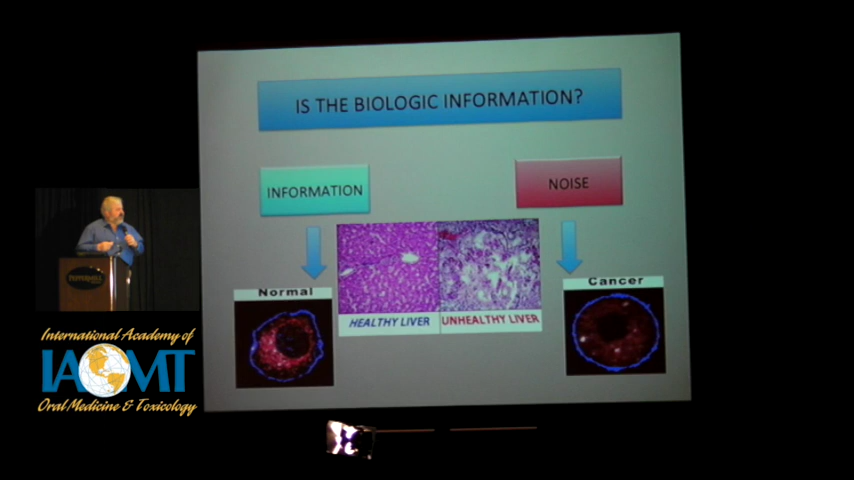 IS THE BIOLOGIC INFORMATION?
INFORMATION
NOISE
Normal
HEALTHY LIVER
UNHEALTHY LIVER
Cancer
PEPPERMILL
International Academy of
IAOMT
Oral Medicine & Toxicology